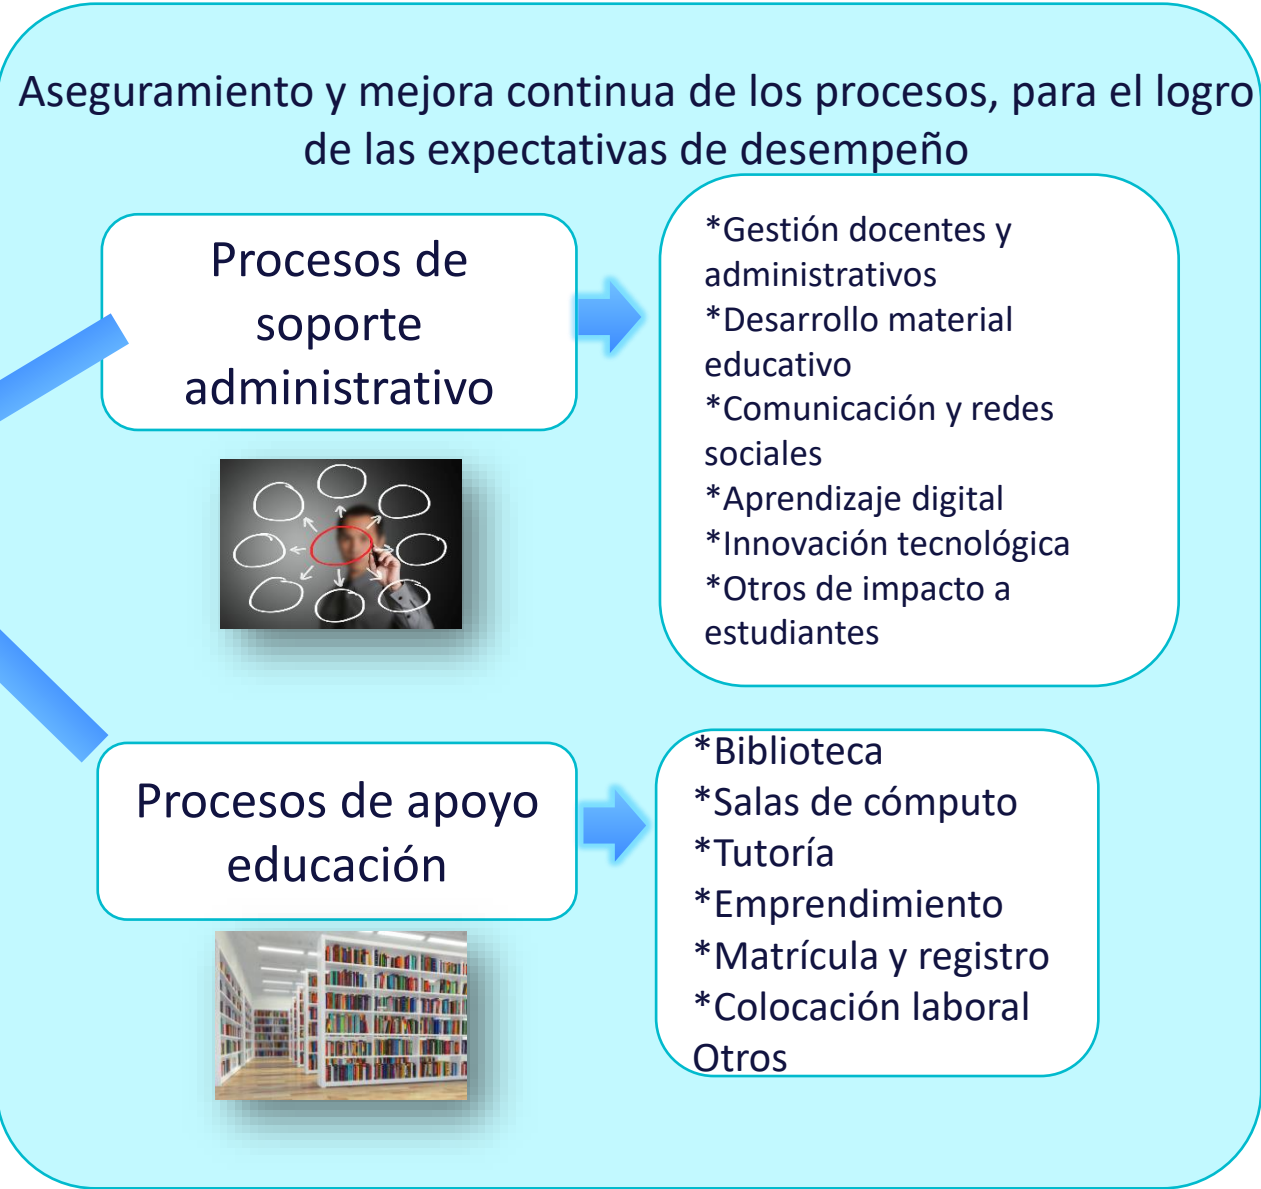 Aseguramiento y mejora continua de los procesos, para el logro
de las expectativas de desempeño
Procesos de
soporte
administrativo
*Gestión docentes y
administrativos
*Desarrollo material
educativo
*Comunicación y redes
sociales
*Aprendizaje digital
*Innovación tecnológica
*Otros de impacto a
estudiantes
Procesos de apoyo
educación
*Biblioteca
*Salas de cómputo
*Tutoría
*Emprendimiento
*Matrícula y registro
*Colocación laboral
Otros